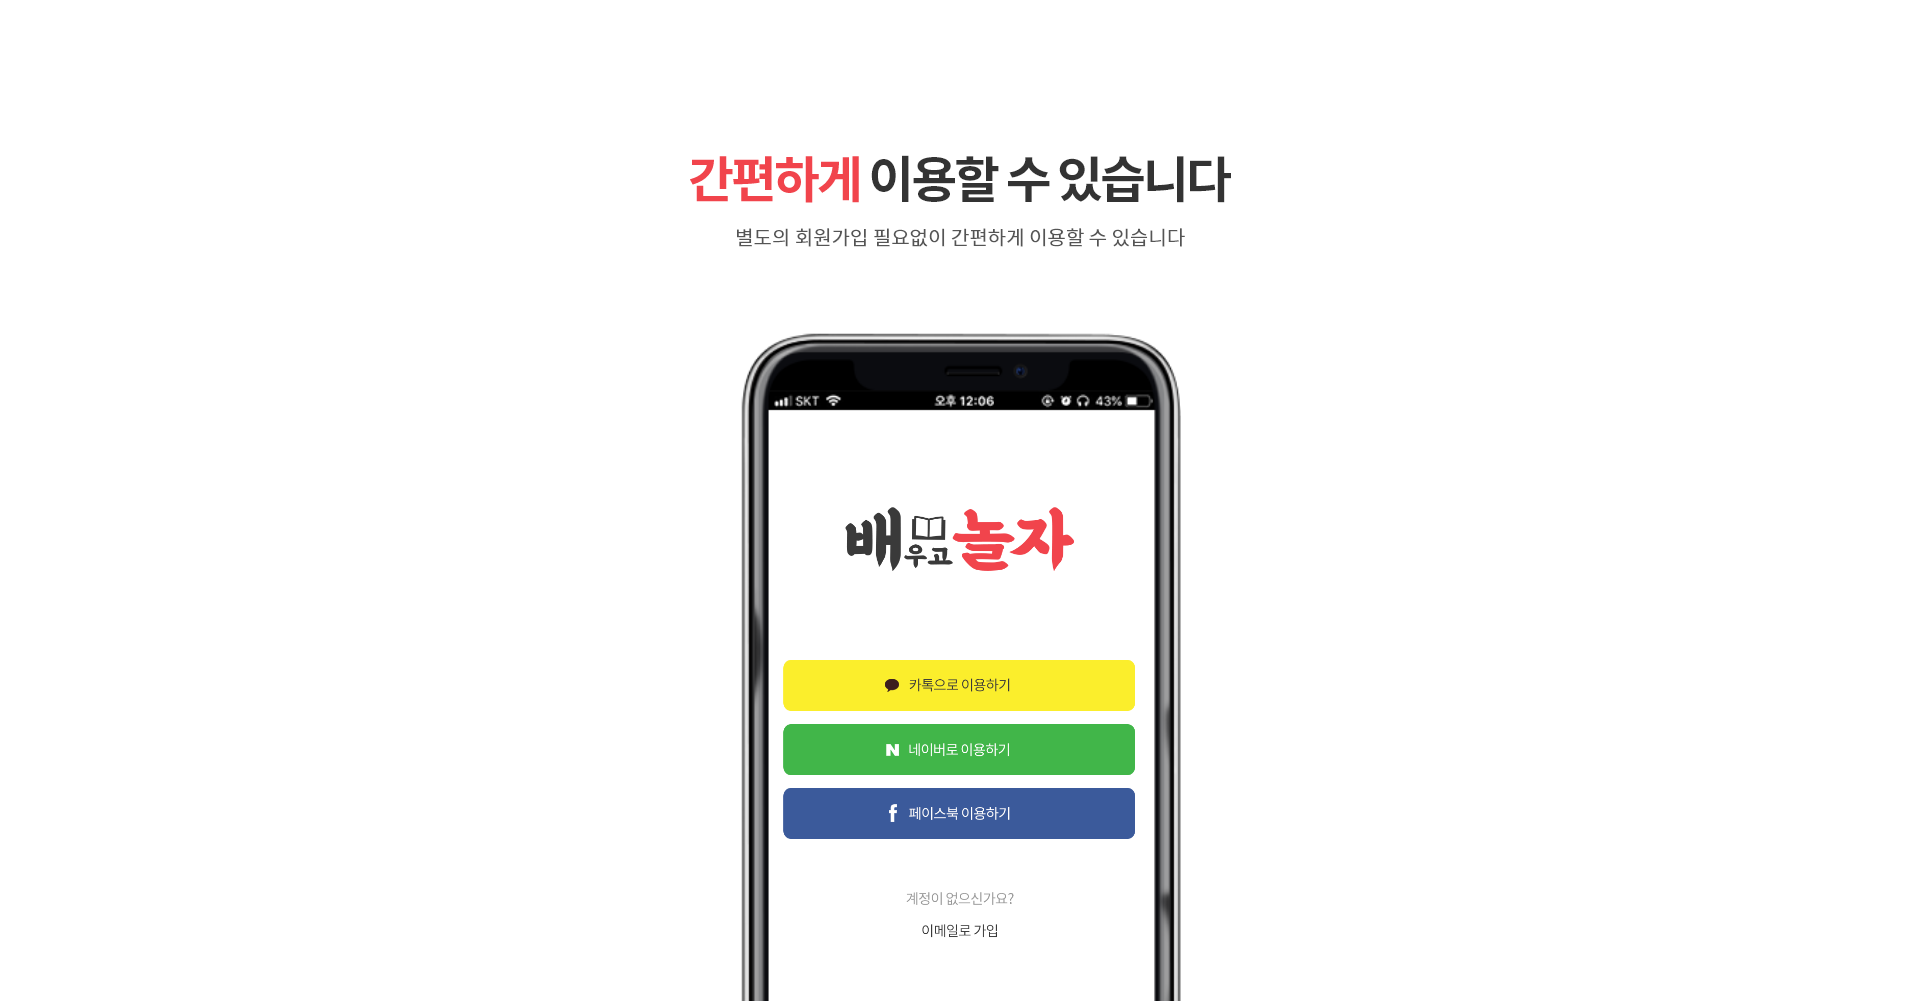 간편하게 이용할 수 있습니다
별도의 회원가입 필요없이 간편하게 이용할 수 있습니다
SKT 오후 12:06 43%
배우고놀자
카톡으로 이용하기
N 네이버로 이용하기
f 페이스북 이용하기
계정이 없으신가요?
이메일로 가입